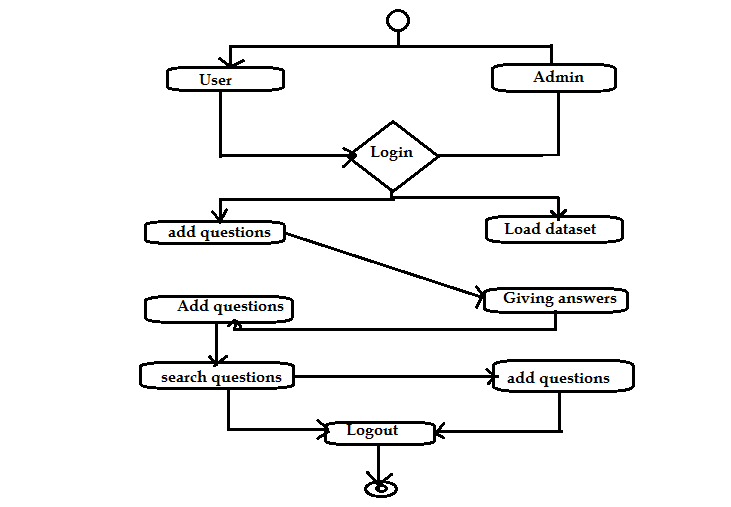 User
Admin
Login
add questions
Load dataset
Giving answers
Add questions
search questions
add questions
Logout